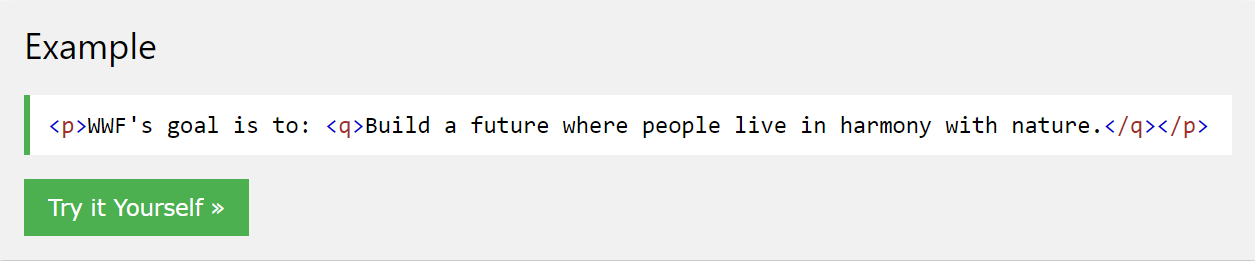 Example
<p>WWF's goal is to: <q>Build a future where people live in harmony with nature.</q></p>
Try it Yourself »